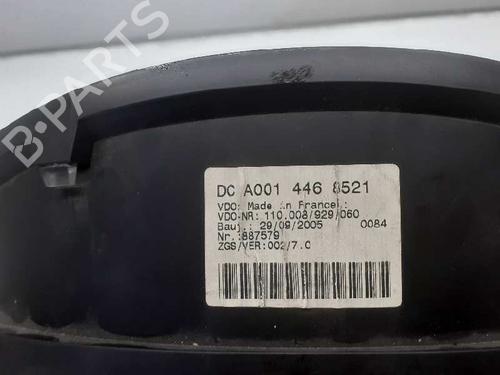 B-PARTS
DC A001 446 8521
VDO: Made in France.:
VDO-NR: 110.008/929/060
Bauj.: 29/09/2005 0084
Nr.:887579
ZGS/VER:002/7.0